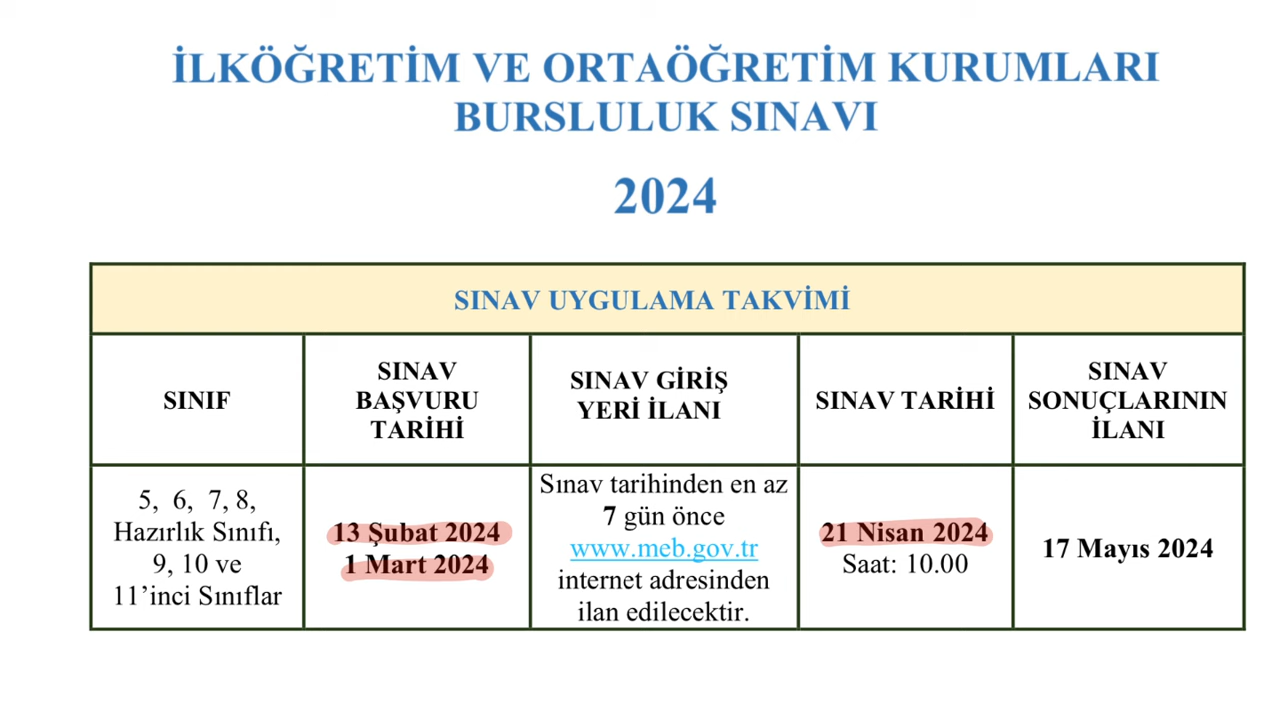 İLKÖĞRETİM VE ORTAÖĞRETİM KURUMLARI
BURSLULUK SINAVI
2024
SINAV UYGULAMA TAKVİMİ
SINIF
SINAV
BAŞVURU
TARİHİ
SINAV GİRİŞ
YERİ İLANI
SINAV TARİHİ
SINAV
SONUÇLARININ
İLANI
5, 6, 7, 8,
Hazırlık Sınıfı,
9, 10 ve
11’inci Sınıflar
13 Şubat 2024
1 Mart 2024
Sınav tarihinden en az
7 gün önce
www.meb.gov.tr
internet adresinden
ilan edilecektir.
21 Nisan 2024
Saat: 10.00
17 Mayıs 2024